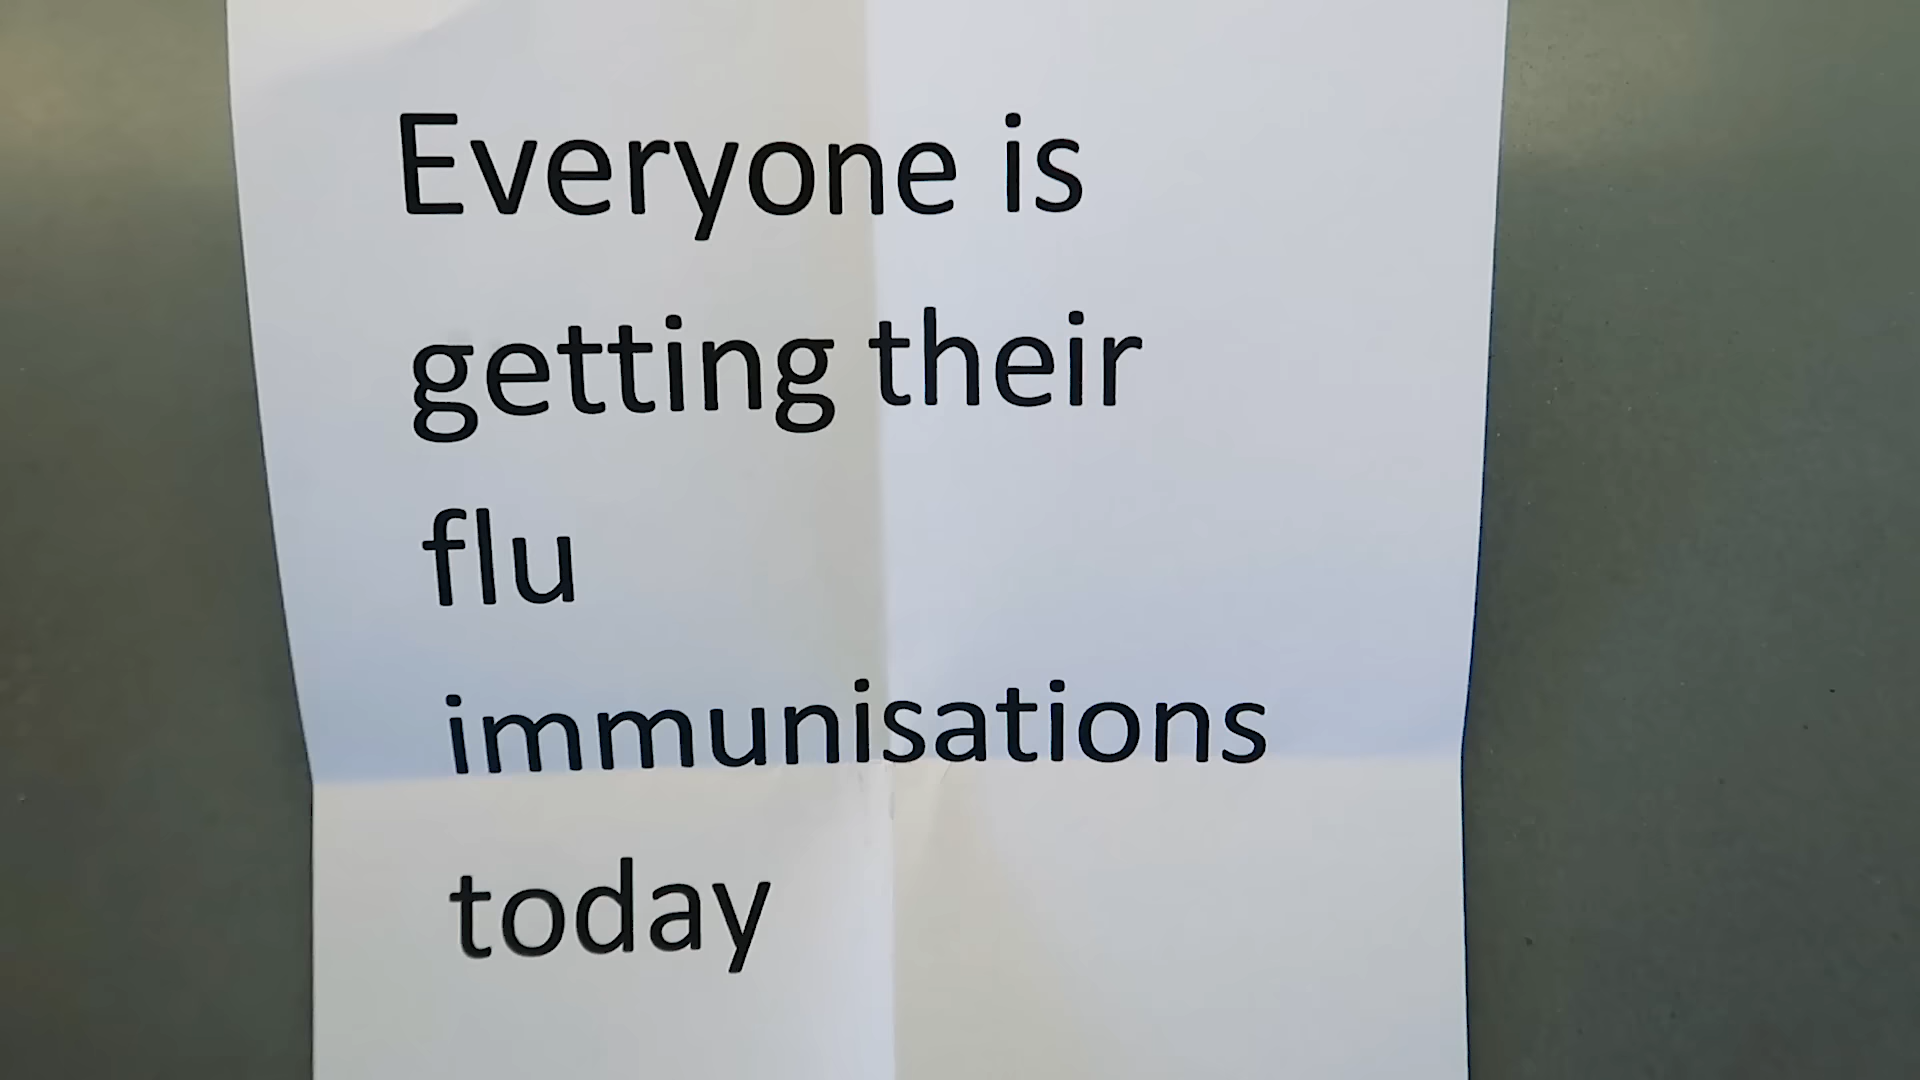 Everyone is
getting their
flu
immunisations
today